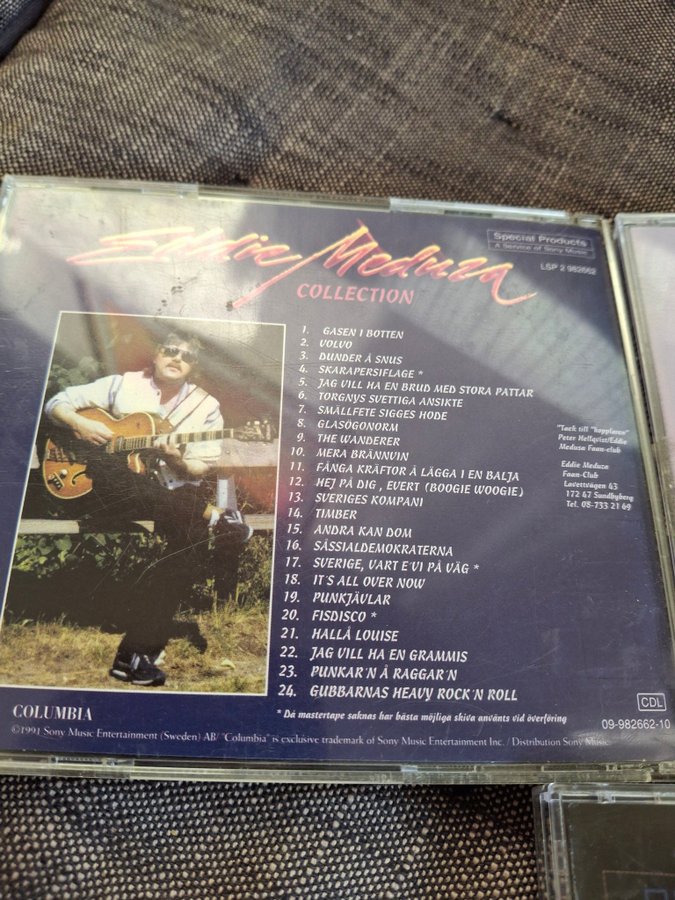 Eddie Meduza
COLLECTION
Special Products
A Service of Sony Music
LSP 2 982662
1. GASEN I BOTTEN
2. VOLVO
3. DUNDER Å SNUS
4. SKARAPERSIFLAGE *
5. JAG VILL HA EN BRUD MED STORA PATTAR
6. TORGNYS SVETTIGA ANSIKTE
7. SMÅLLFETE SIGGES HODE
8. GLASÖGONORM
9. THE WANDERER
10. MERA BRÄNNVIN
11. FÅNGA KRÄFTOR Å LÄGGA I EN BALJA
12. HEJ PÅ DIG, EVERT (BOOGIE WOOGIE)
13. SVERIGES KOMPANI
14. TIMBER
15. ANDRA KAN DOM
16. SÅSSIALDEMOKRATERNA
17. SVERIGE, VART E'VI PÅ VÄG *
18. IT'S ALL OVER NOW
19. PUNKJÄVLAR
20. FISDISCO *
21. HALLÅ LOUISE
22. JAG VILL HA EN GRAMMIS
23. PUNKAR'N Å RAGGAR'N
24. GUBBARNAS HEAVY ROCK'N ROLL
"Tack till "happlaren"
Peter Hellqvist/Eddie
Meduza Faan-club
Eddie Meduza
Faan-Club
Lavettvägen 43
172 47 Sundbyberg
Tel. 08-733 21 69
* Då mastertape saknas har bästa möjliga skiva använts vid överföring
CDL
09-982662-10
COLUMBIA
©1991 Sony Music Entertainment (Sweden) AB/ "Columbia" is exclusive trademark of Sony Music Entertainment Inc. / Distribution Sony Music